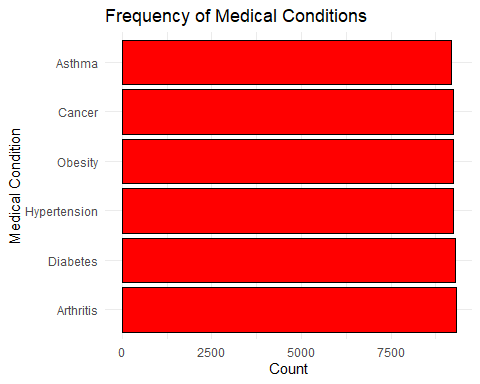 Frequency of Medical Conditions
Medical Condition
Asthma
Cancer
Obesity
Hypertension
Diabetes
Arthritis
0 2500 5000 7500
Count